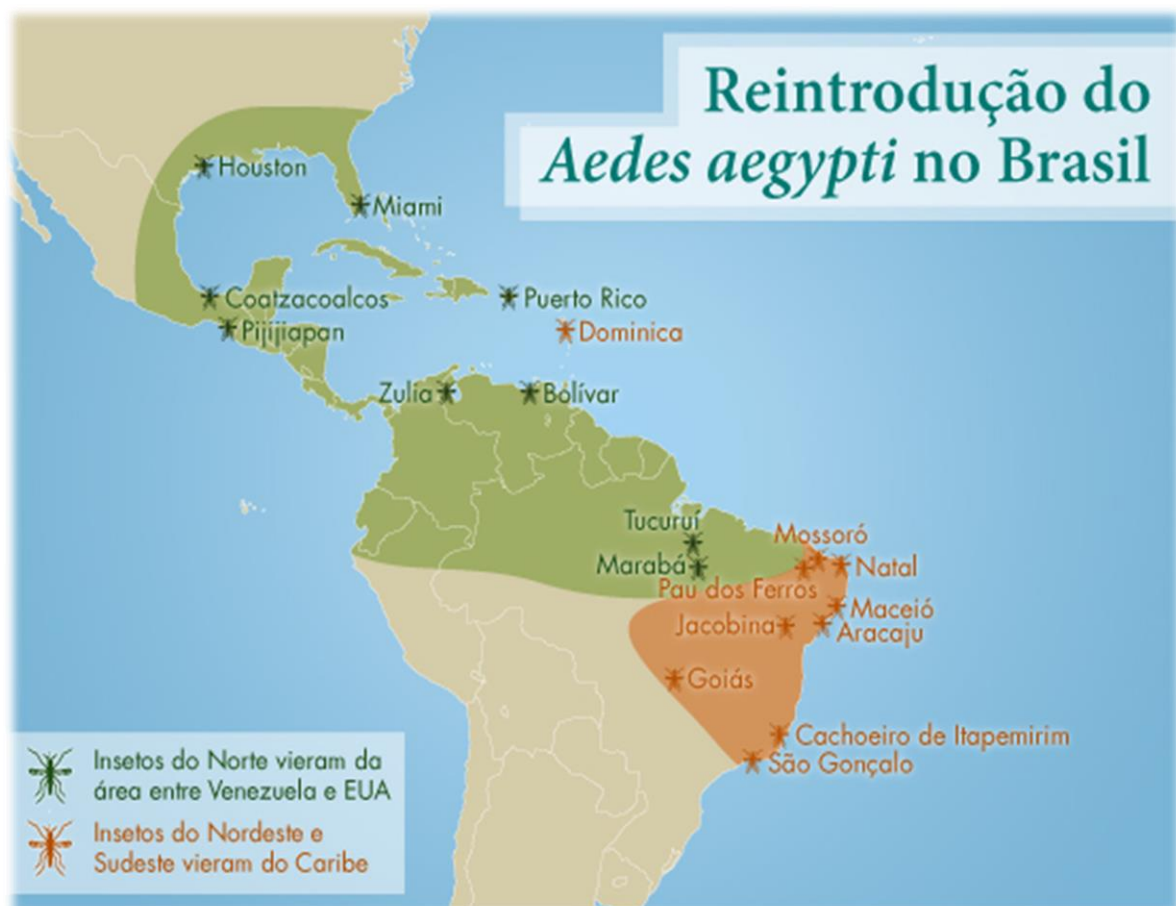 Reintrodução do
Aedes aegypti no Brasil
Houston
Miami
Coatzacoalcos
Puerto Rico
Pijijiapan
Dominica
Zulia
Bolívar
Tucuruí
Mossoró
Marabá
Natal
Pau dos Ferros
Maceió
Jacobina
Aracaju
Goiás
Cachoeiro de Itapemirim
São Gonçalo
Insetos do Norte vieram da
área entre Venezuela e EUA
Insetos do Nordeste e
Sudeste vieram do Caribe